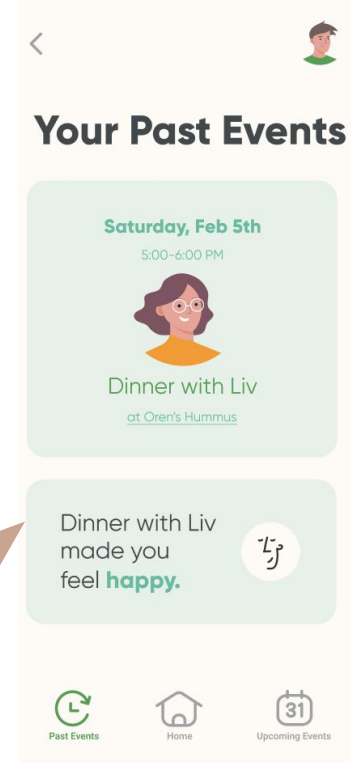 Your Past Events
Saturday, Feb 5th
5:00-6:00 PM
Dinner with Liv
at Oren's Hummus
Dinner with Liv
made you
feel happy.
31
Past Events Home Upcoming Events